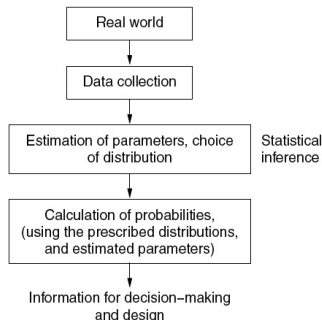 Real world
Data collection
Estimation of parameters, choice
of distribution
Statistical
inference
Calculation of probabilities,
(using the prescribed distributions,
and estimated parameters)
Information for decision−making
and design